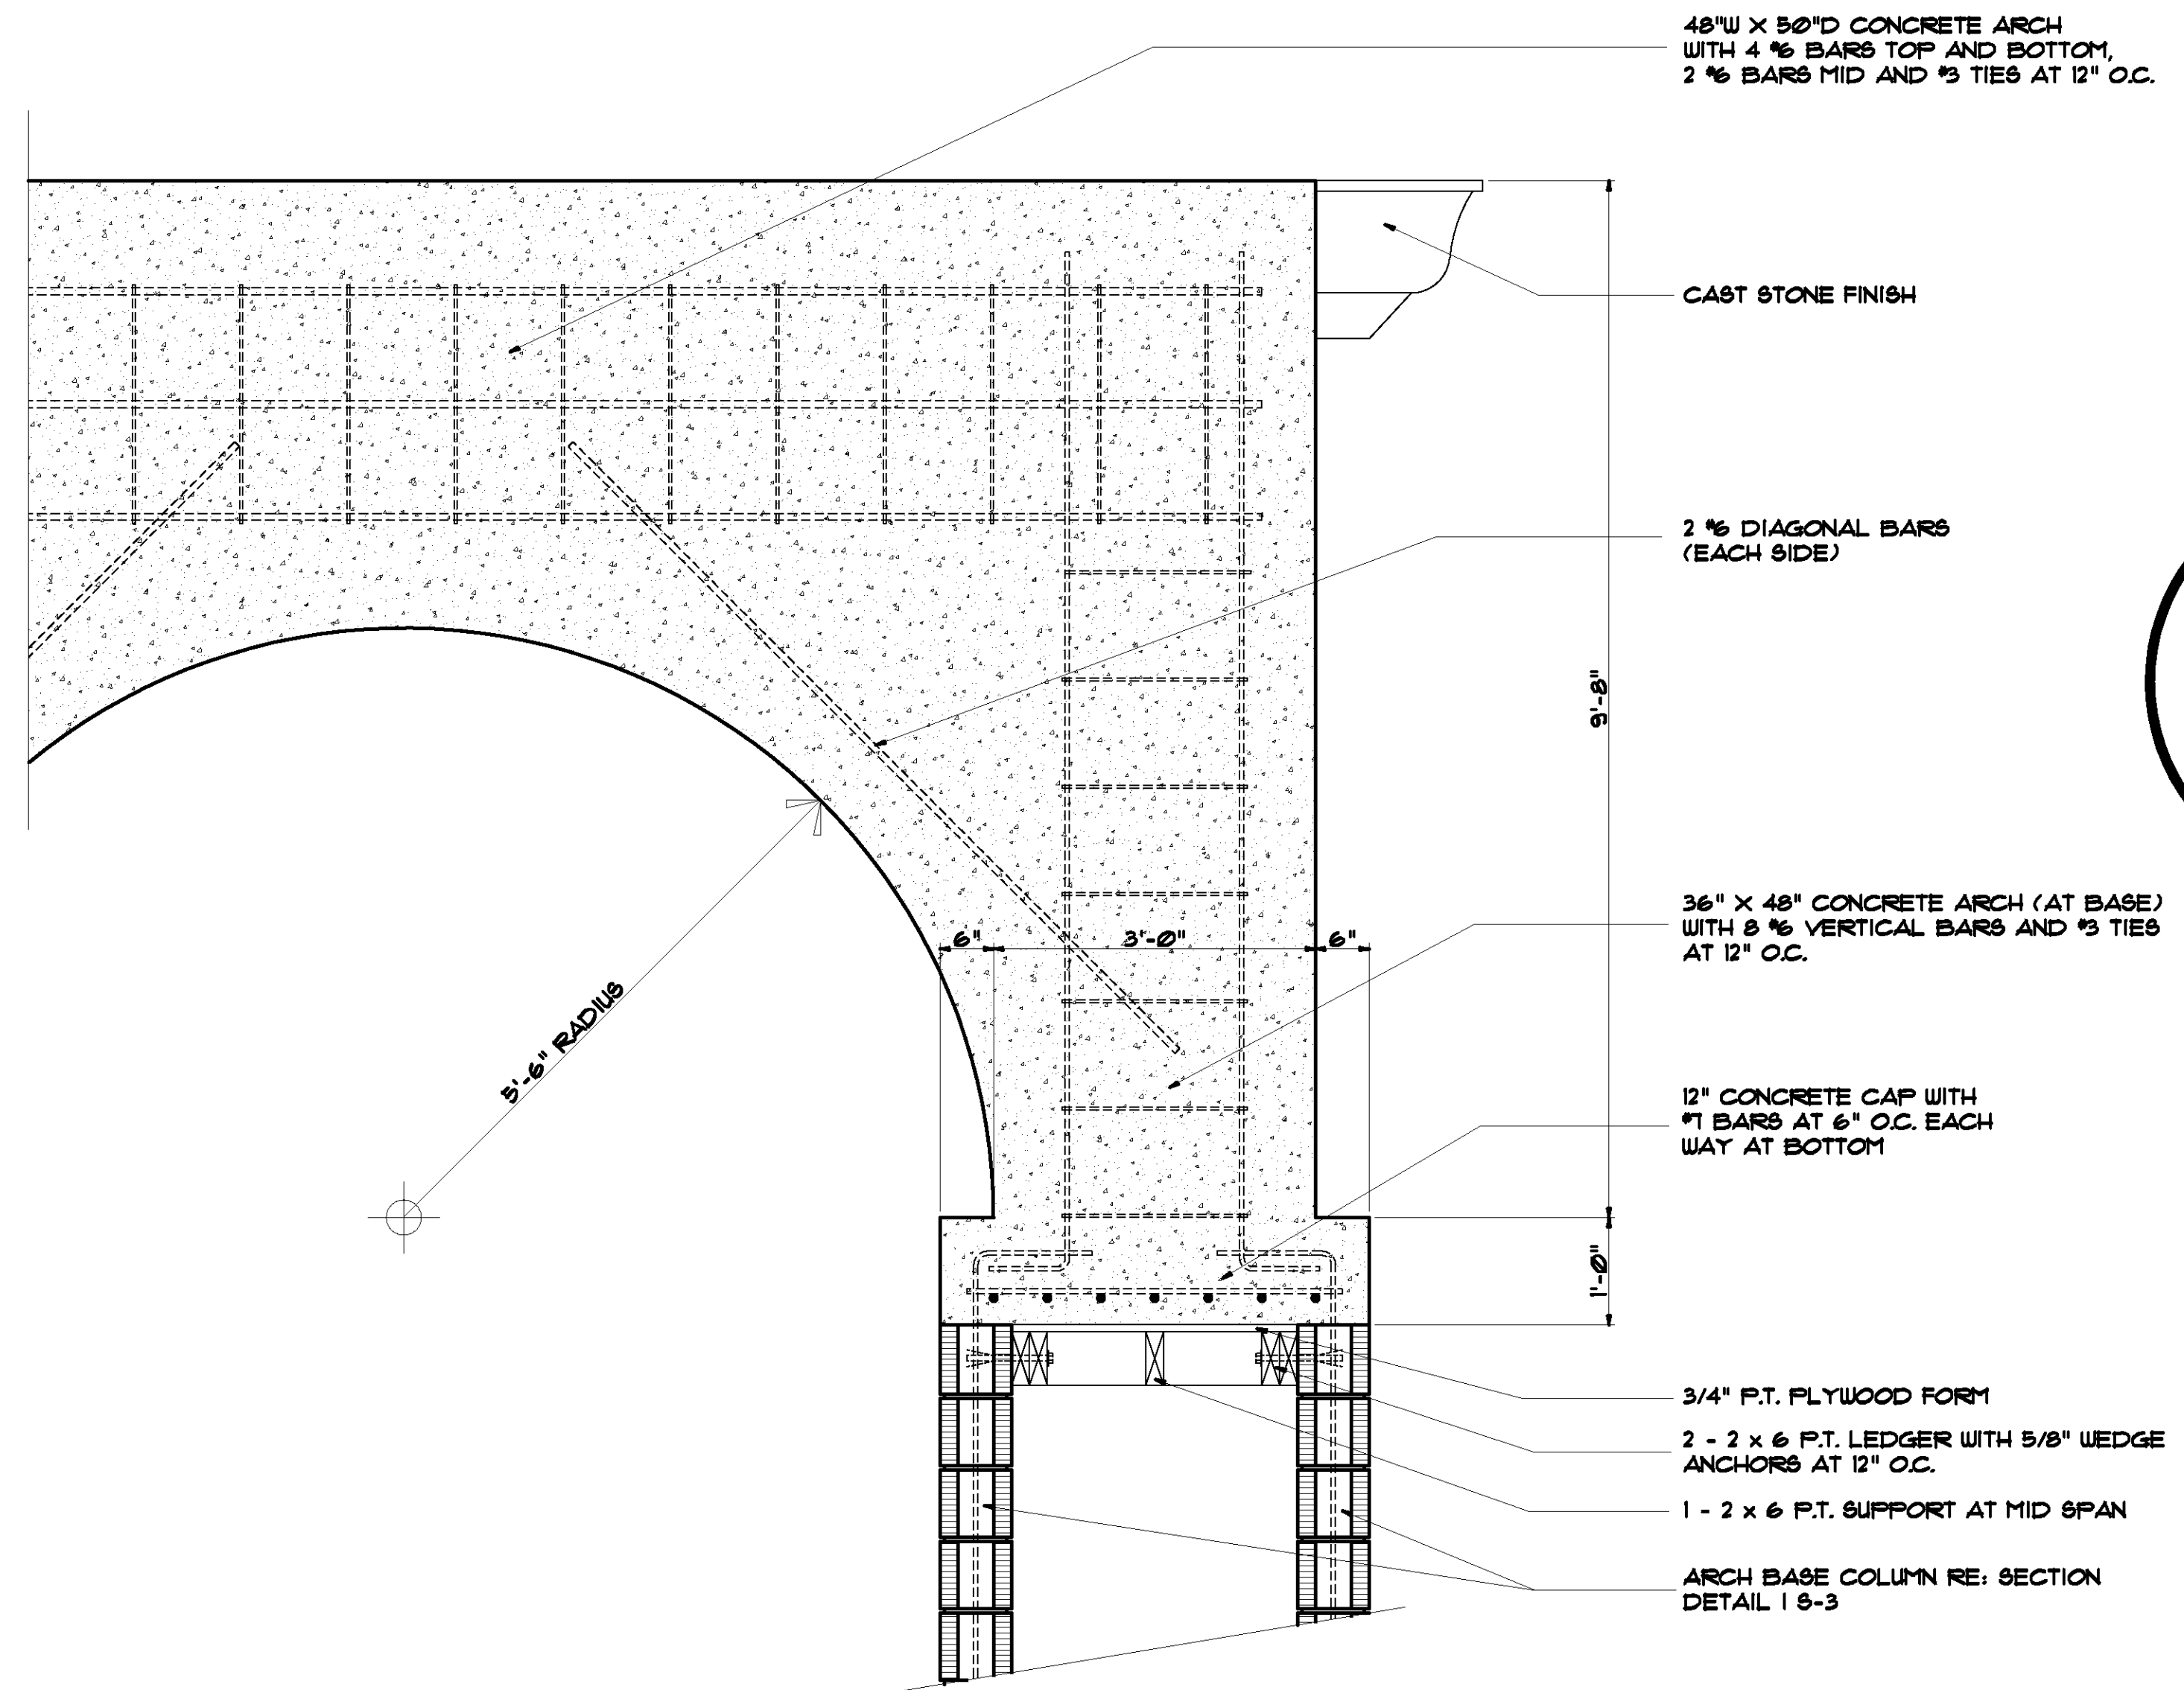 48"W X 50"D CONCRETE ARCH
WITH 4 #6 BARS TOP AND BOTTOM,
2 #6 BARS MID AND #3 TIES AT 12" O.C.
CAST STONE FINISH
2 #6 DIAGONAL BARS
(EACH SIDE)
9'-8"
36" X 48" CONCRETE ARCH (AT BASE)
WITH 8 #6 VERTICAL BARS AND #3 TIES
AT 12" O.C.
6"
3'-0"
6"
5'-6" RADIUS
12" CONCRETE CAP WITH
#7 BARS AT 6" O.C. EACH
WAY AT BOTTOM
1'-0"
3/4" P.T. PLYWOOD FORM
2 - 2 x 6 P.T. LEDGER WITH 5/8" WEDGE
ANCHORS AT 12" O.C.
1 - 2 x 6 P.T. SUPPORT AT MID SPAN
ARCH BASE COLUMN RE: SECTION
DETAIL 1 S-3